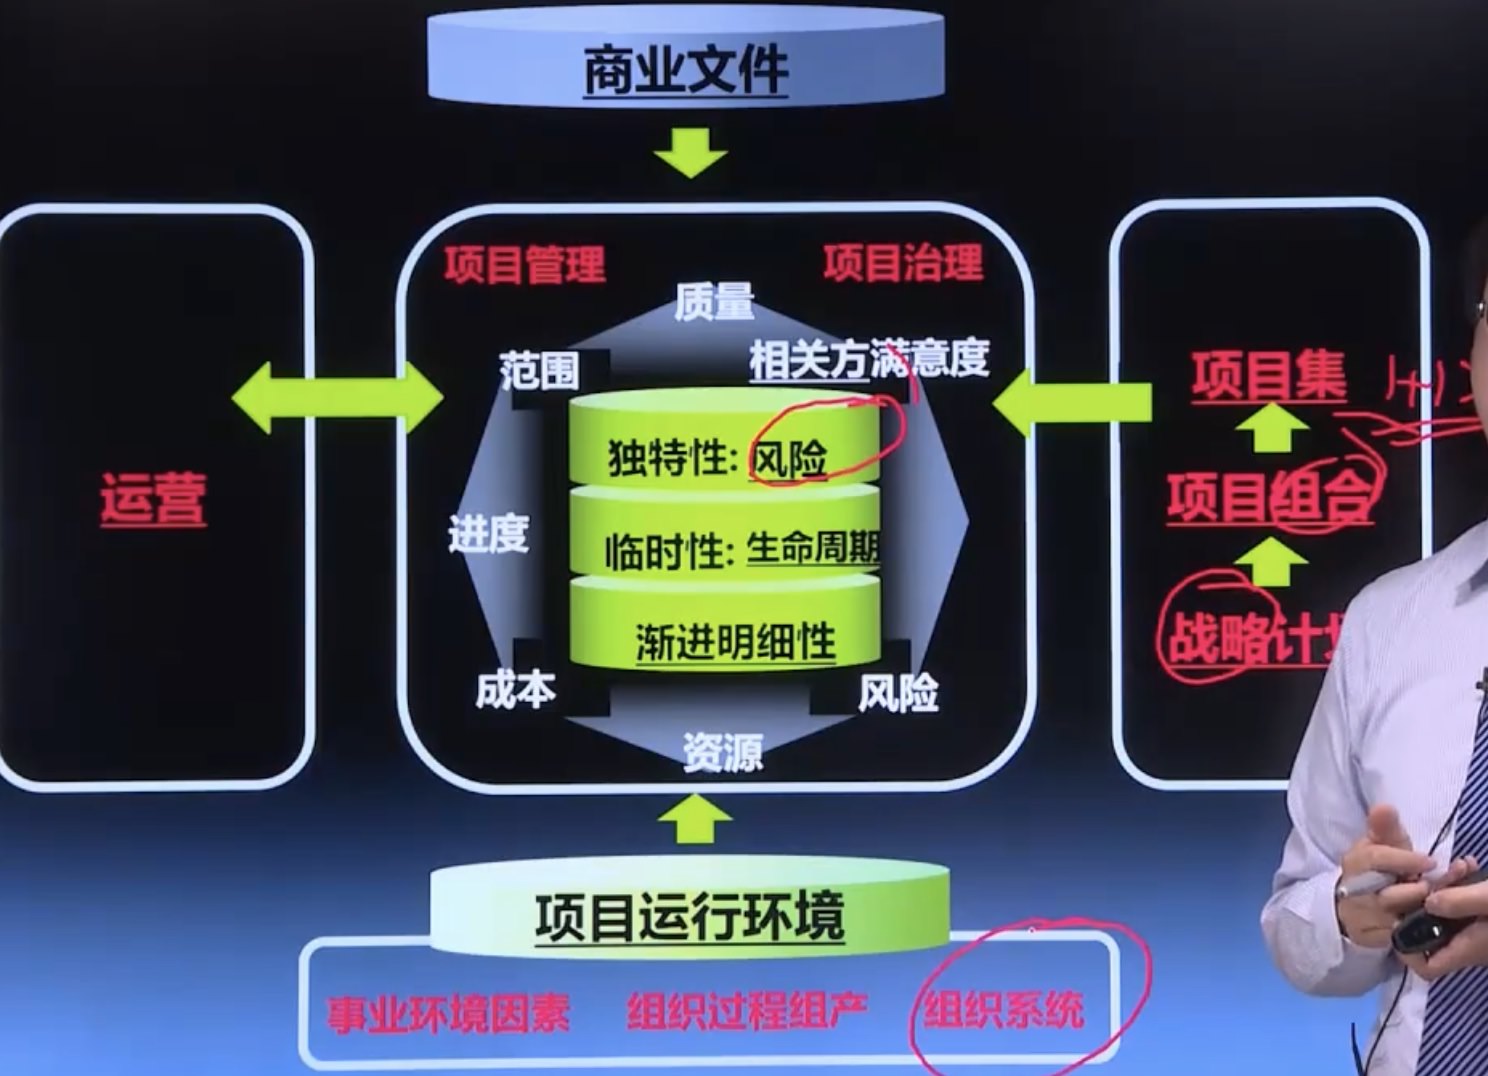 商业文件
项目管理
项目治理
质量
范围
相关方满意度
独特性: 风险
进度
临时性: 生命周期
渐进明细性
成本
风险
资源
运营
项目集
项目组合
战略计
项目运行环境
事业环境因素
组织过程组产
组织系统